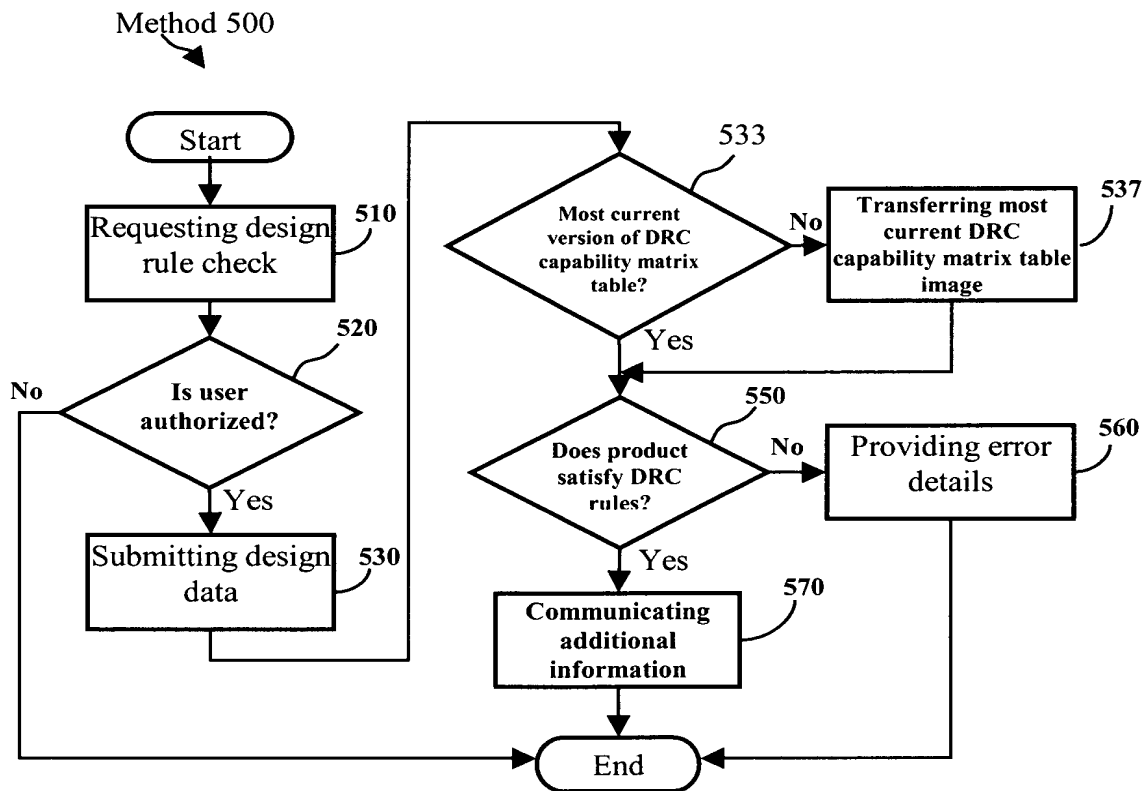 Method 500
Start
Requesting design
rule check
510
520
Is user
authorized?
No
Yes
Submitting design
data
530
533
Most current
version of DRC
capability matrix
table?
No
Transferring most
current DRC
capability matrix table
image
537
Yes
550
Does product
satisfy DRC
rules?
No
Providing error
details
560
Yes
Communicating
additional
information
570
End